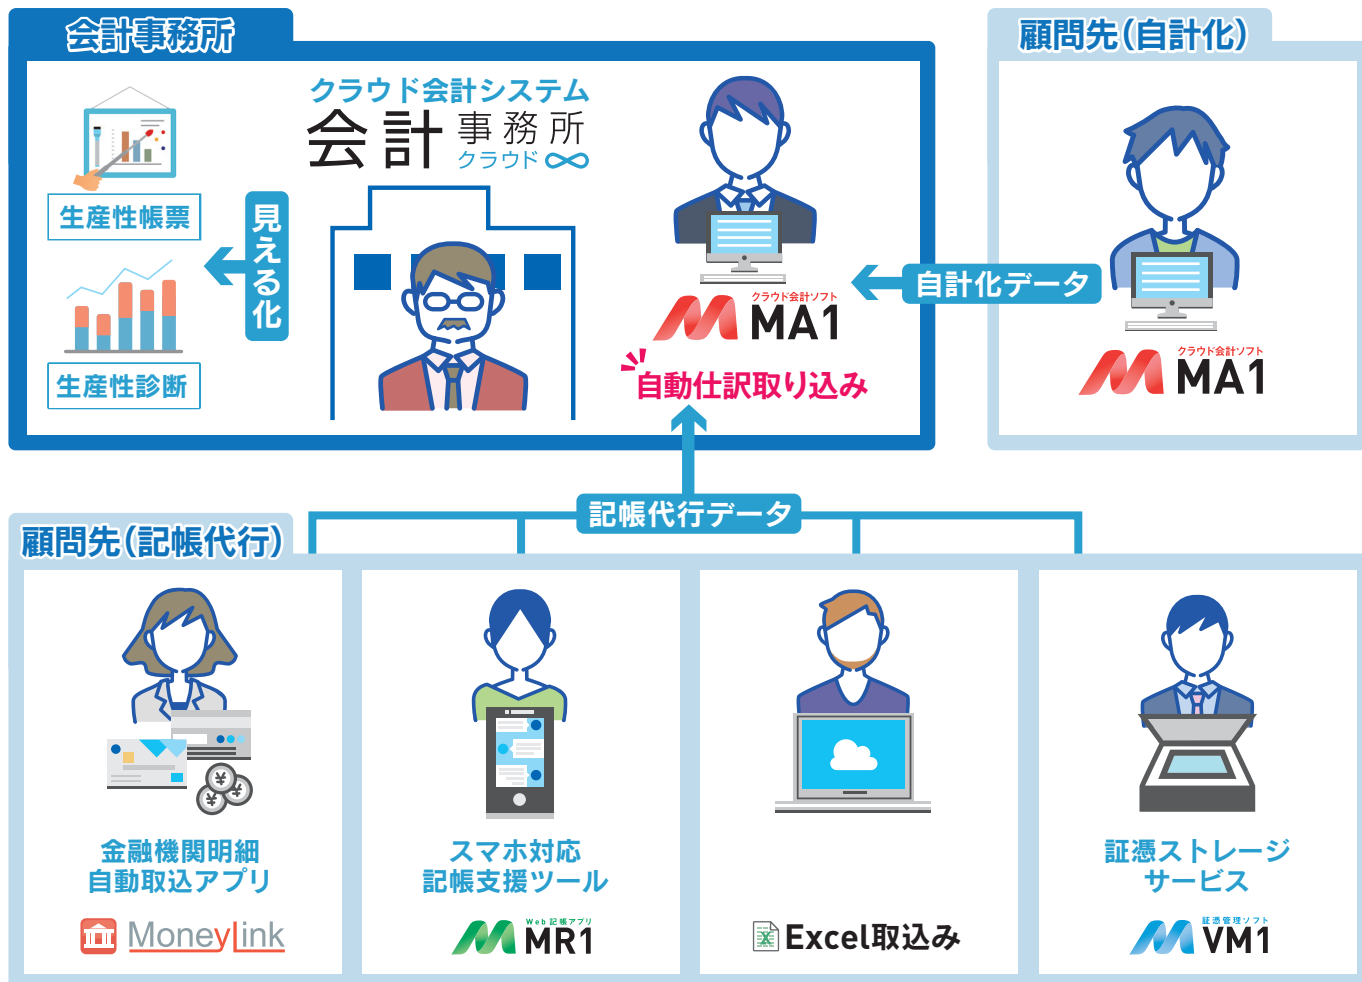 会計事務所
クラウド会計システム
会計事務所
クラウド
生産性帳票
見える化
生産性診断
クラウド会計ソフト
MA1
自動仕訳取り込み
自計化データ
顧問先(自計化)
クラウド会計ソフト
MA1
記帳代行データ
顧問先(記帳代行)
金融機関明細
自動取込アプリ
Moneylink
スマホ対応
記帳支援ツール
Web記帳アプリ
MR1
Excel取込み
証憑ストレージ
サービス
証憑管理ソフト
VM1